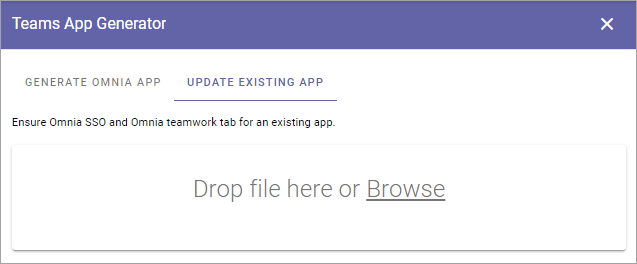 Teams App Generator
GENERATE OMNIA APP
UPDATE EXISTING APP
Ensure Omnia SSO and Omnia teamwork tab for an existing app.
Drop file here or Browse